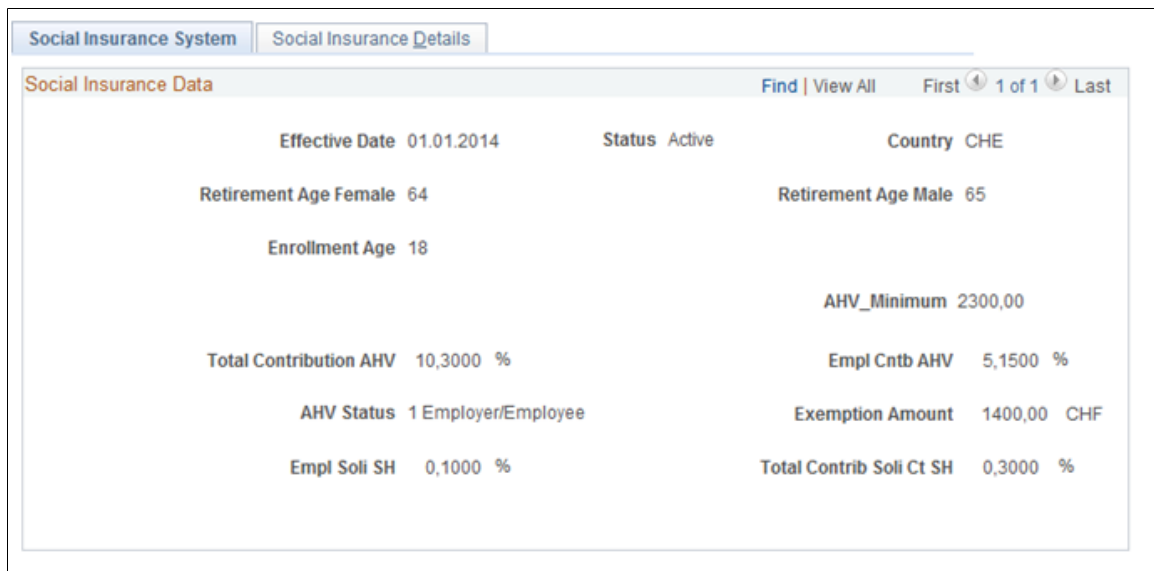 Social Insurance System Social Insurance Details
Social Insurance Data Find | View All First 1 of 1 Last
Effective Date 01.01.2014 Status Active Country CHE
Retirement Age Female 64 Retirement Age Male 65
Enrollment Age 18
AHV_Minimum 2300,00
Total Contribution AHV 10,3000 % Empl Cntb AHV 5,1500 %
AHV Status 1 Employer/Employee Exemption Amount 1400,00 CHF
Empl Soli SH 0,1000 % Total Contrib Soli Ct SH 0,3000 %